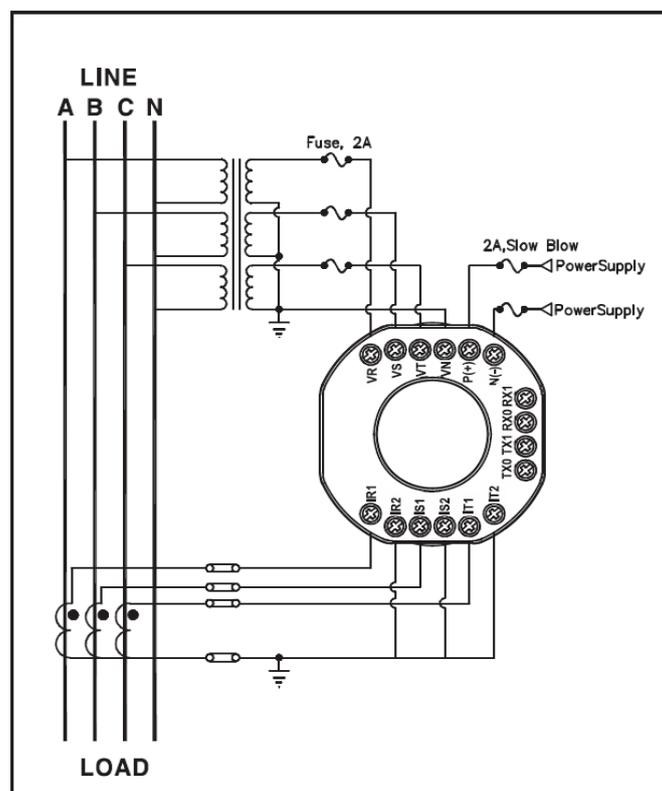 LINE
A B C N
Fuse, 2A
2A,Slow Blow
PowerSupply
PowerSupply
VR
VS
VT
VN
P(+)
N(-)
RX1
RX0
TX1
TX0
IR1
IR2
IS1
IS2
IT1
IT2
LOAD